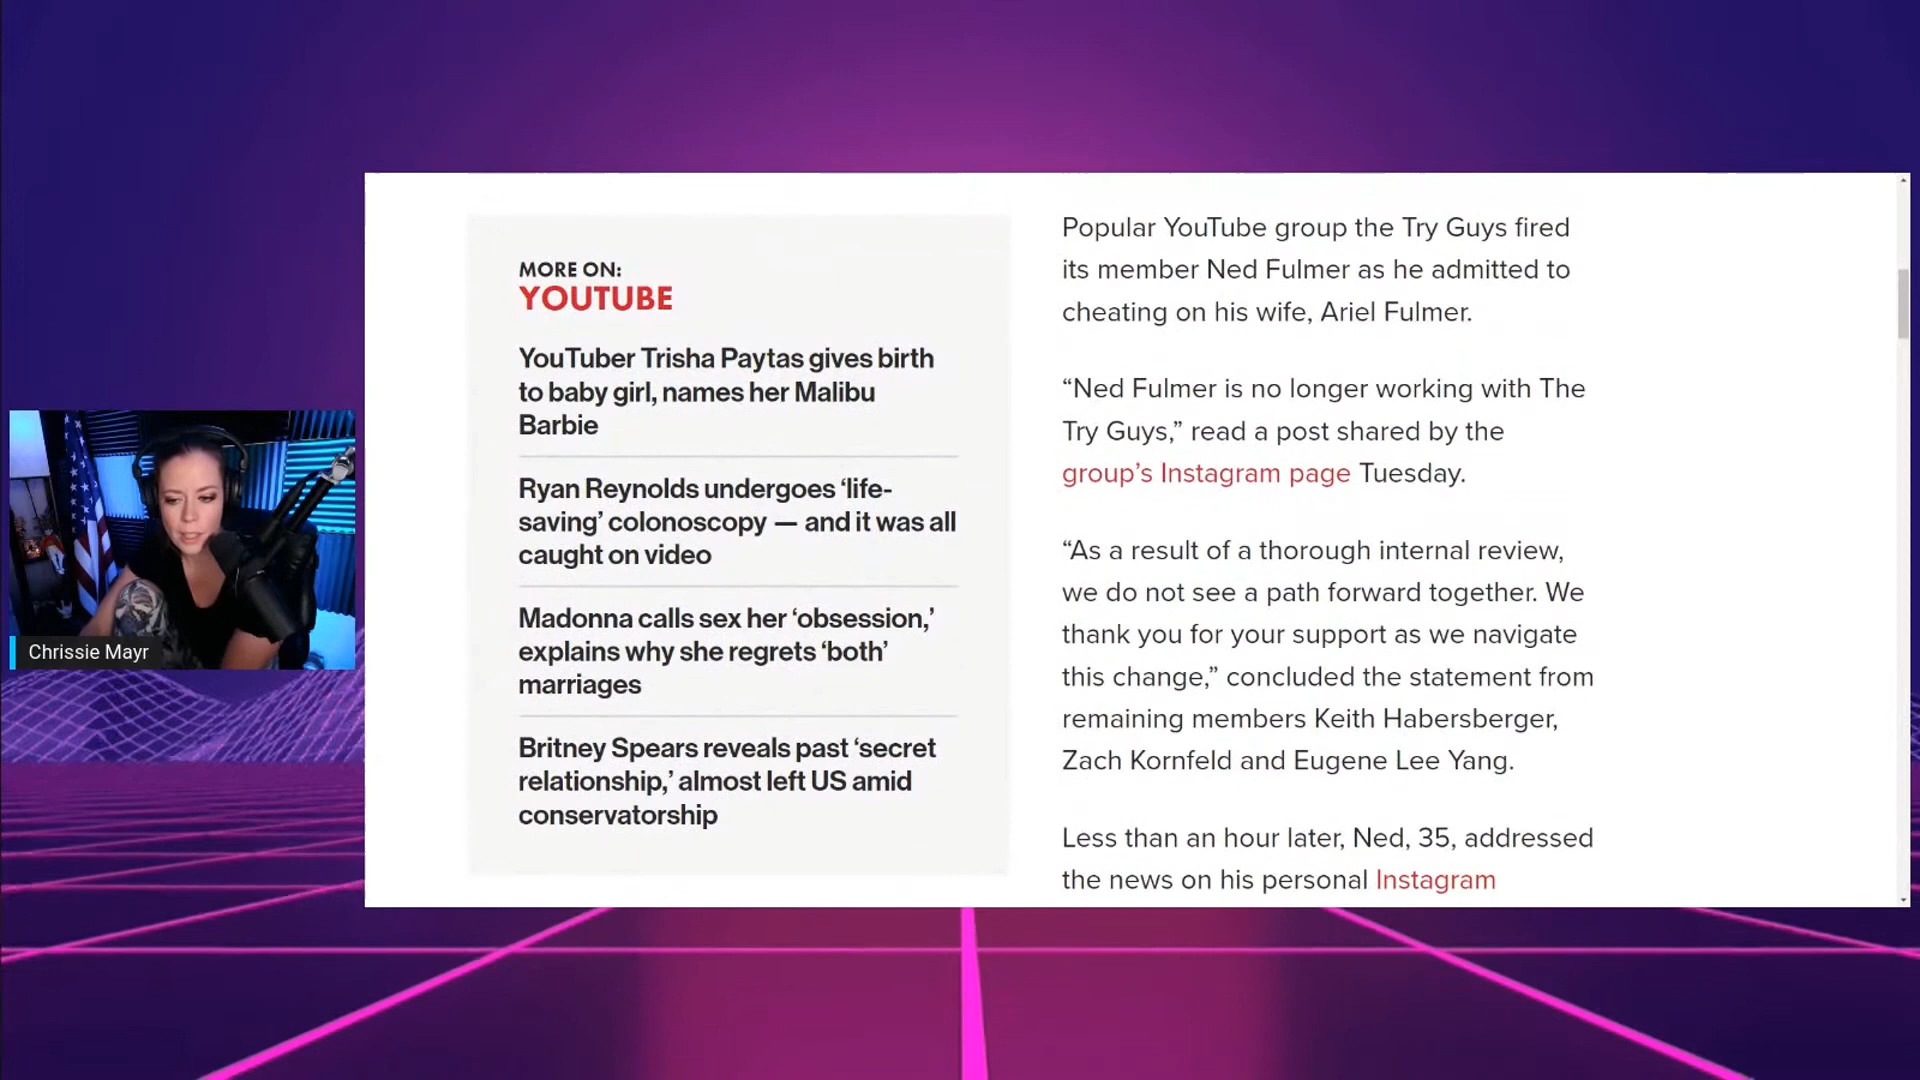 MORE ON:
YOUTUBE
YouTuber Trisha Paytas gives birth
to baby girl, names her Malibu
Barbie
Ryan Reynolds undergoes ‘life-
saving’ colonoscopy — and it was all
caught on video
Madonna calls sex her ‘obsession,’
explains why she regrets ‘both’
marriages
Britney Spears reveals past ‘secret
relationship,’ almost left US amid
conservatorship
Popular YouTube group the Try Guys fired
its member Ned Fulmer as he admitted to
cheating on his wife, Ariel Fulmer.
“Ned Fulmer is no longer working with The
Try Guys,” read a post shared by the
group’s Instagram page Tuesday.
“As a result of a thorough internal review,
we do not see a path forward together. We
thank you for your support as we navigate
this change,” concluded the statement from
remaining members Keith Habersberger,
Zach Kornfeld and Eugene Lee Yang.
Less than an hour later, Ned, 35, addressed
the news on his personal Instagram
Chrissie Mayr